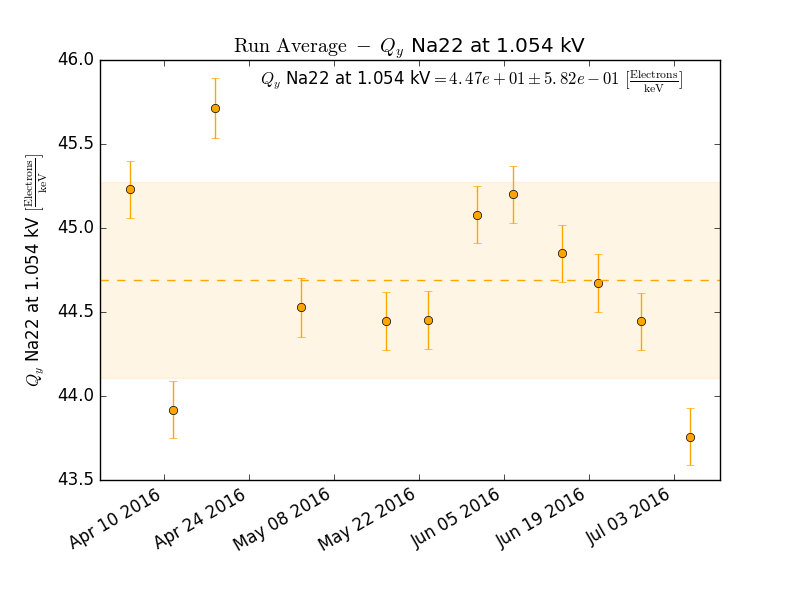 Run Average − Q_y Na22 at 1.054 kV
Q_y Na22 at 1.054 kV = 4.47e + 01 ± 5.82e − 01 [Electrons/keV]
Q_y Na22 at 1.054 kV [Electrons/keV]
46.0
45.5
45.0
44.5
44.0
43.5
Apr 10 2016
Apr 24 2016
May 08 2016
May 22 2016
Jun 05 2016
Jun 19 2016
Jul 03 2016